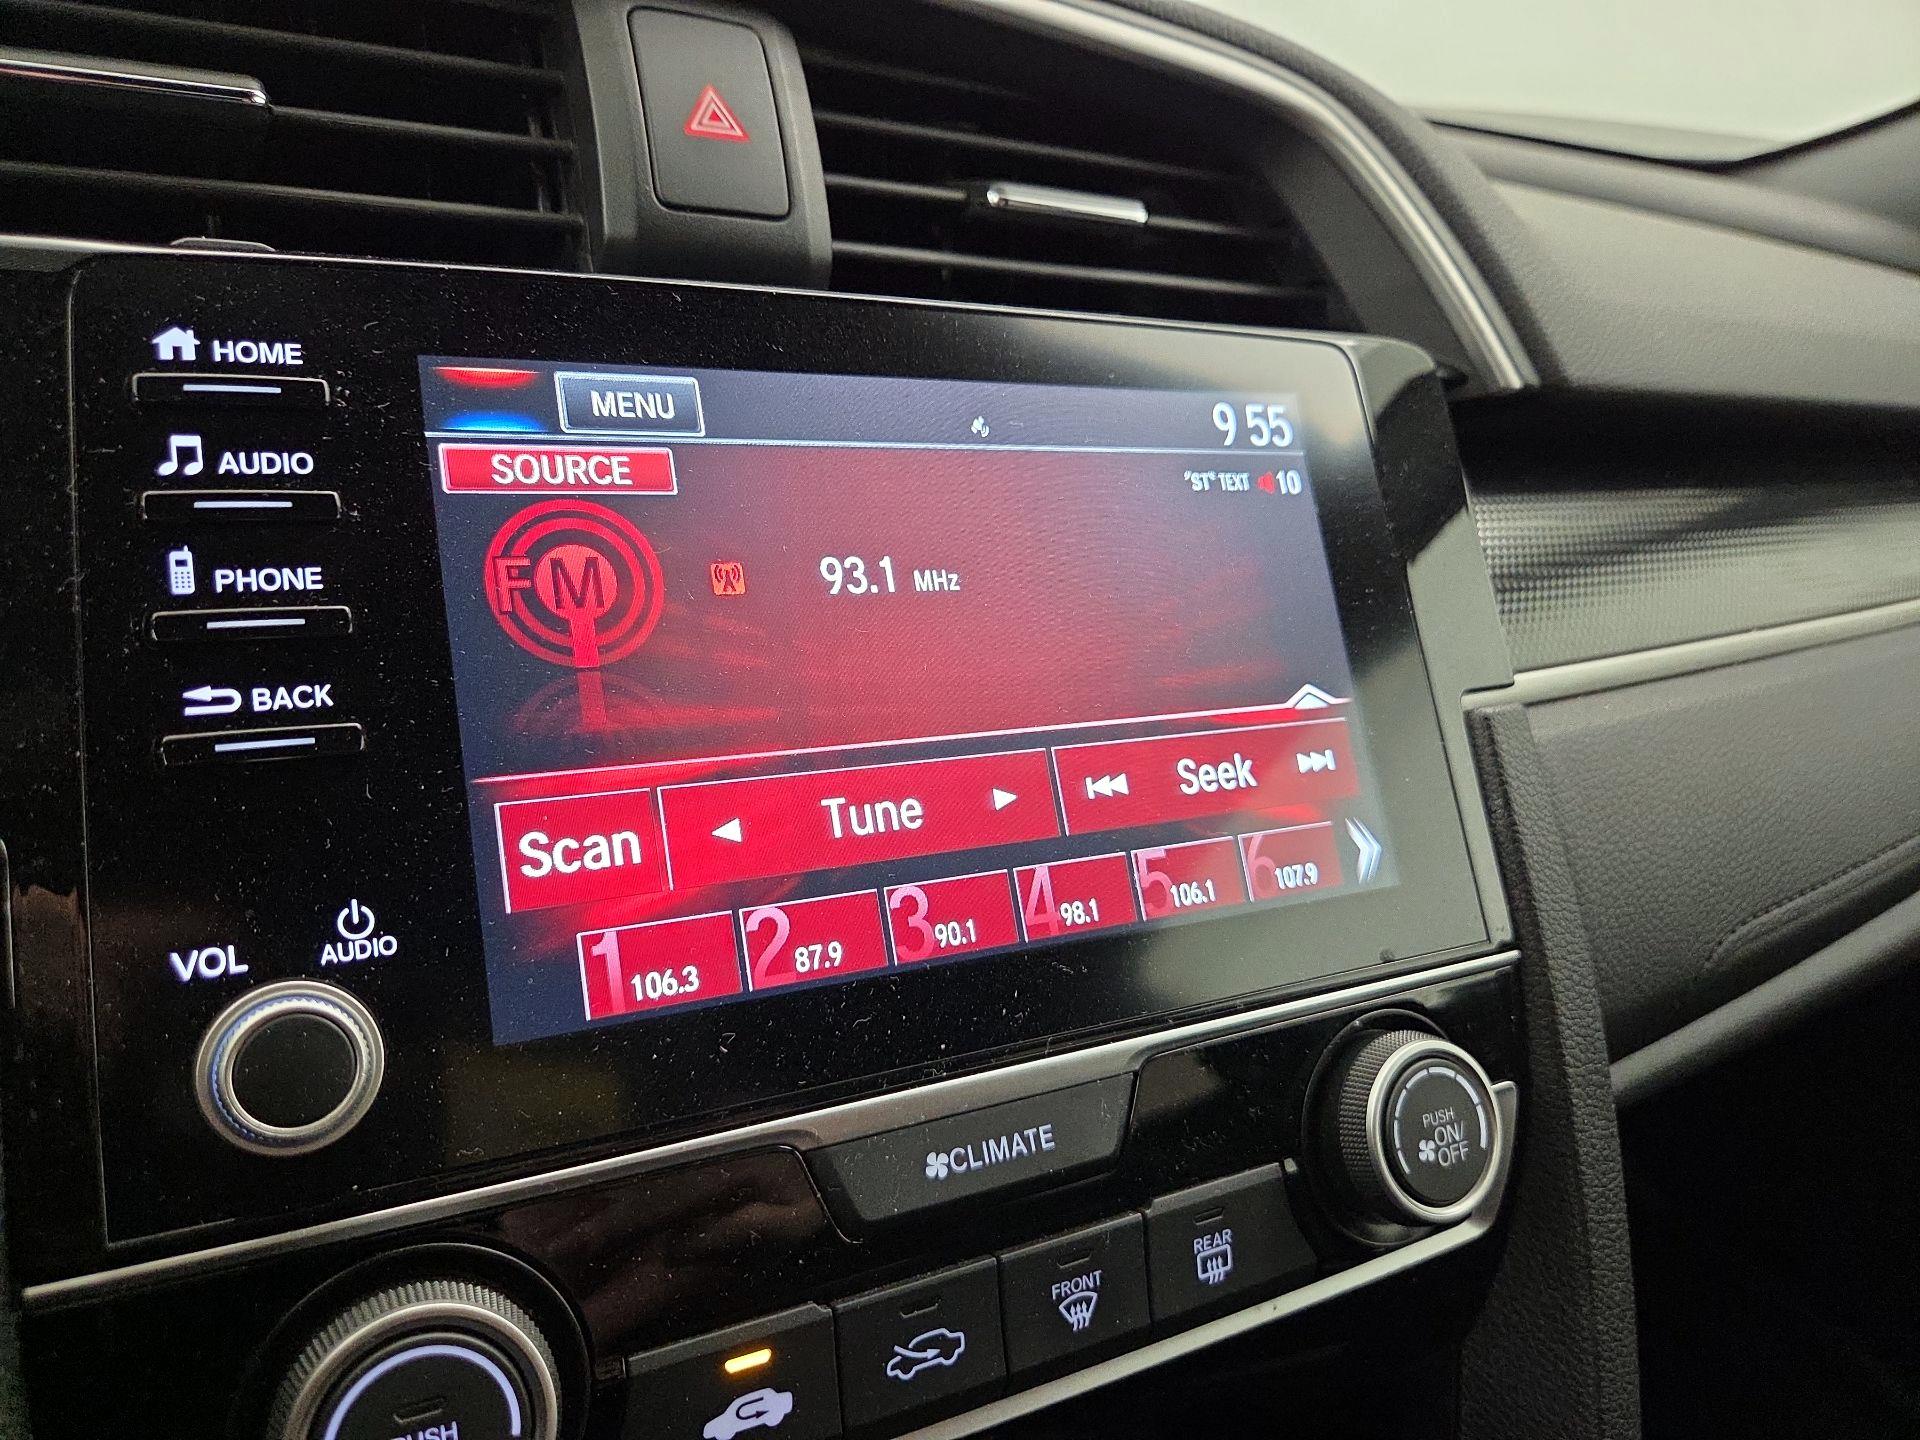 HOME
AUDIO
PHONE
BACK
VOL
AUDIO
MENU
9 55
SOURCE
"ST" TEXT 10
FM
93.1 MHz
Scan
Tune
Seek
1 106.3
2 87.9
3 90.1
4 98.1
5 106.1
6 107.9
CLIMATE
PUSH
ON/
OFF
REAR
FRONT
PUSH